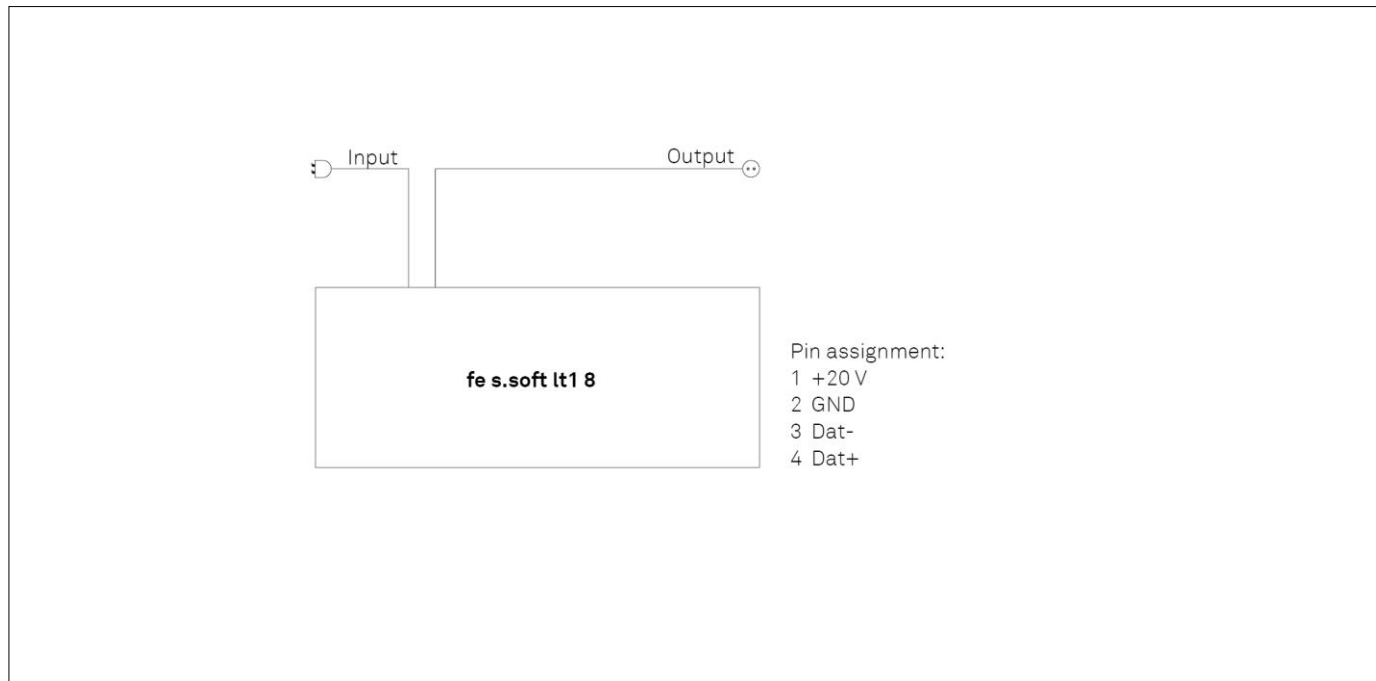 Input
Output
fe s.soft lt1 8
Pin assignment:
1 +20 V
2 GND
3 Dat-
4 Dat+